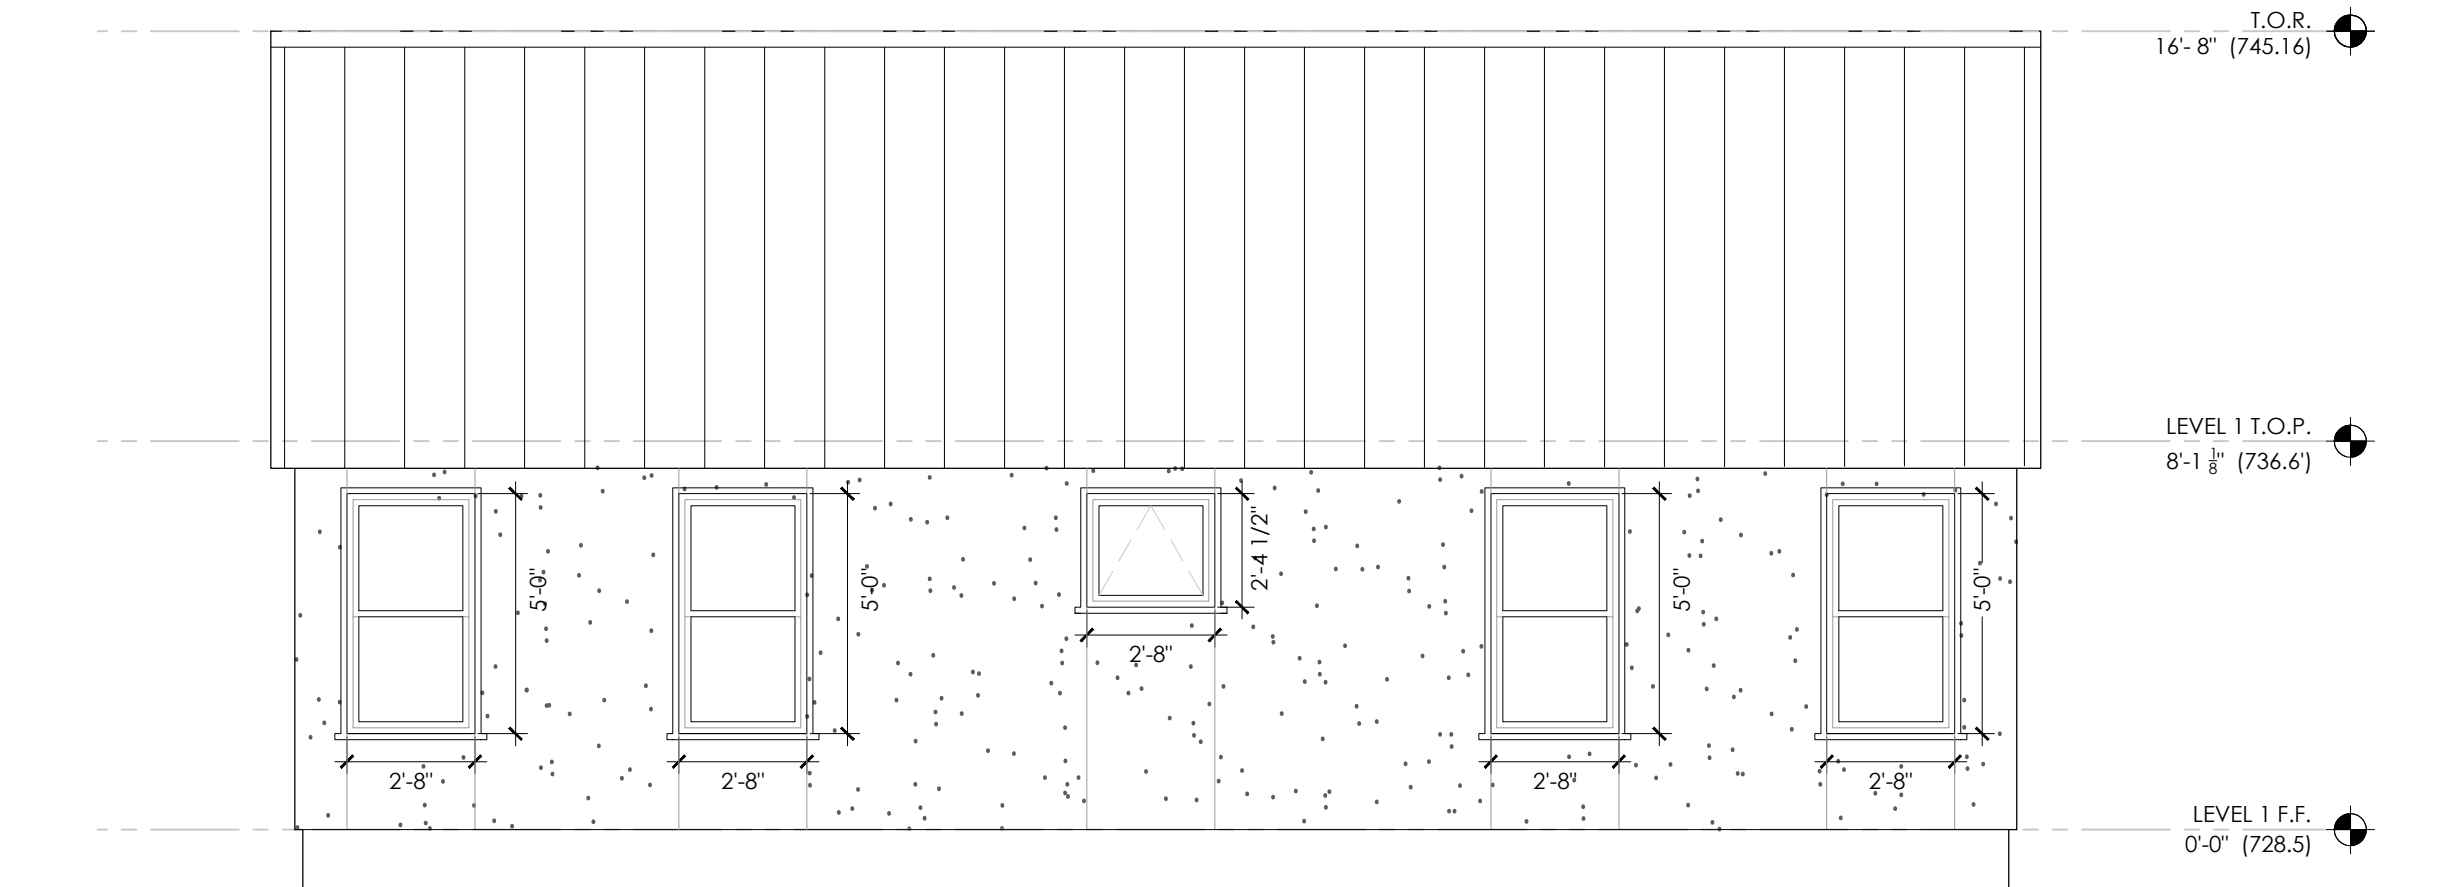 T.O.R.
16'- 8" (745.16)
LEVEL 1 T.O.P.
8'-1 1/8" (736.6')
5'-0"
5'-0"
2'-4 1/2"
5'-0"
5'-0"
2'-8"
2'-8"
2'-8"
2'-8"
2'-8"
LEVEL 1 F.F.
0'-0" (728.5)